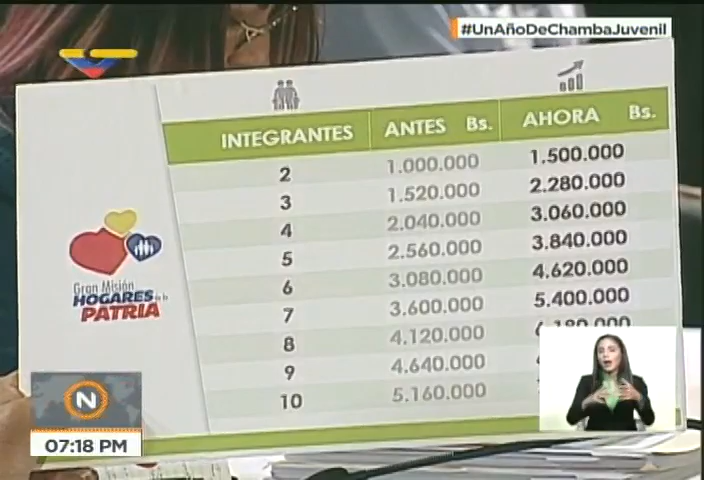 #UnAñoDeChambaJuvenil
INTEGRANTES ANTES Bs. AHORA Bs.
2 1.000.000 1.500.000
3 1.520.000 2.280.000
4 2.040.000 3.060.000
5 2.560.000 3.840.000
6 3.080.000 4.620.000
7 3.600.000 5.400.000
8 4.120.000
9 4.640.000
10 5.160.000
Gran Misión
HOGARES de la
PATRIA
N
07:18 PM